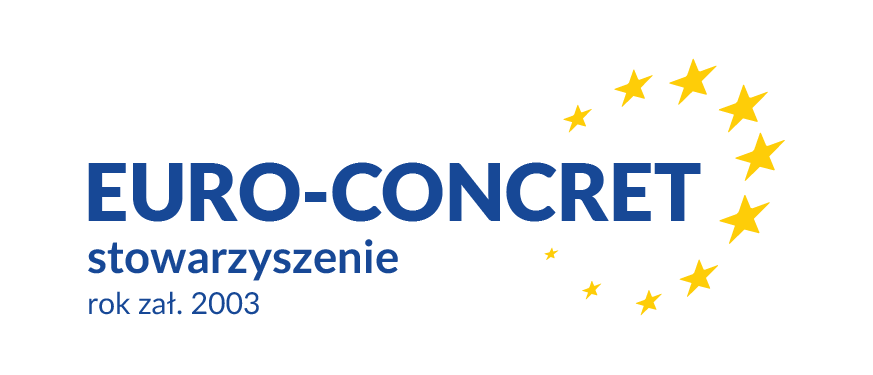 EURO-CONCRET
stowarzyszenie
rok zał. 2003